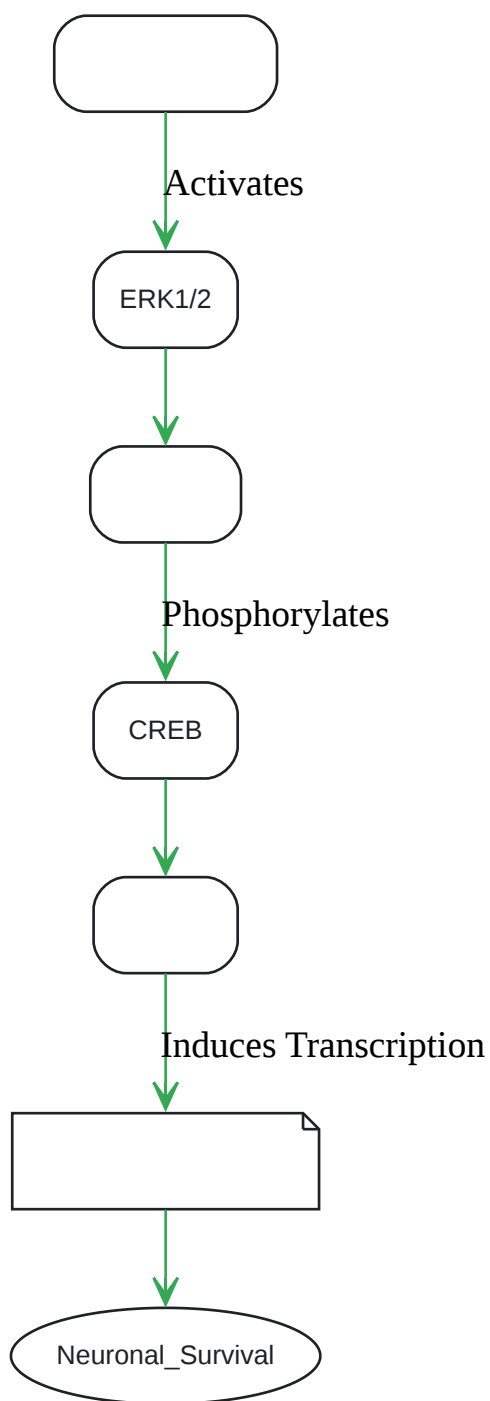 Activates
ERK1/2
Phosphorylates
CREB
Induces Transcription
Neuronal_Survival